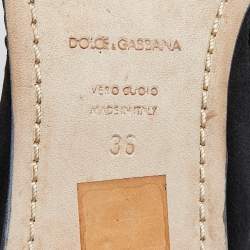 DOLCE & GABBANA
VERO CUOIO
MADE IN ITALY
36